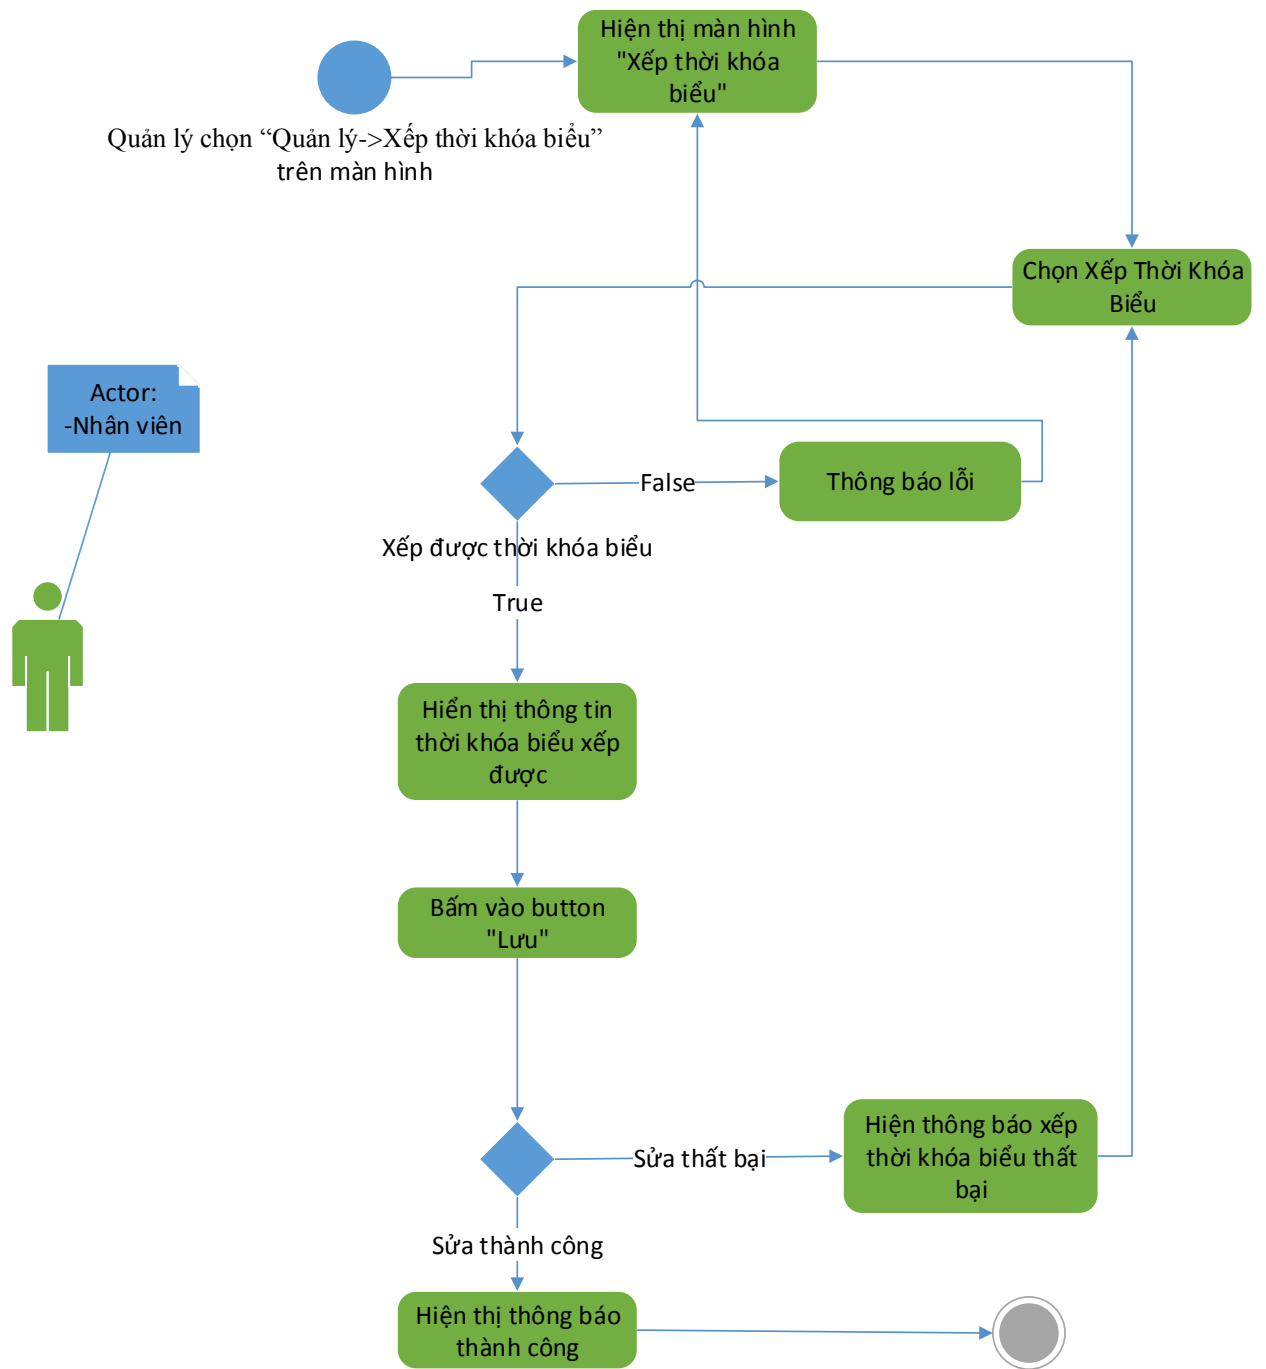 Hiện thị màn hình
"Xếp thời khóa
biểu"
Quản lý chọn “Quản lý->Xếp thời khóa biểu”
trên màn hình
Chọn Xếp Thời Khóa
Biểu
Actor:
-Nhân viên
False
Thông báo lỗi
Xếp được thời khóa biểu
True
Hiển thị thông tin
thời khóa biểu xếp
được
Bấm vào button
"Lưu"
Hiện thông báo xếp
thời khóa biểu thất
bại
Sửa thất bại
Sửa thành công
Hiện thị thông báo
thành công